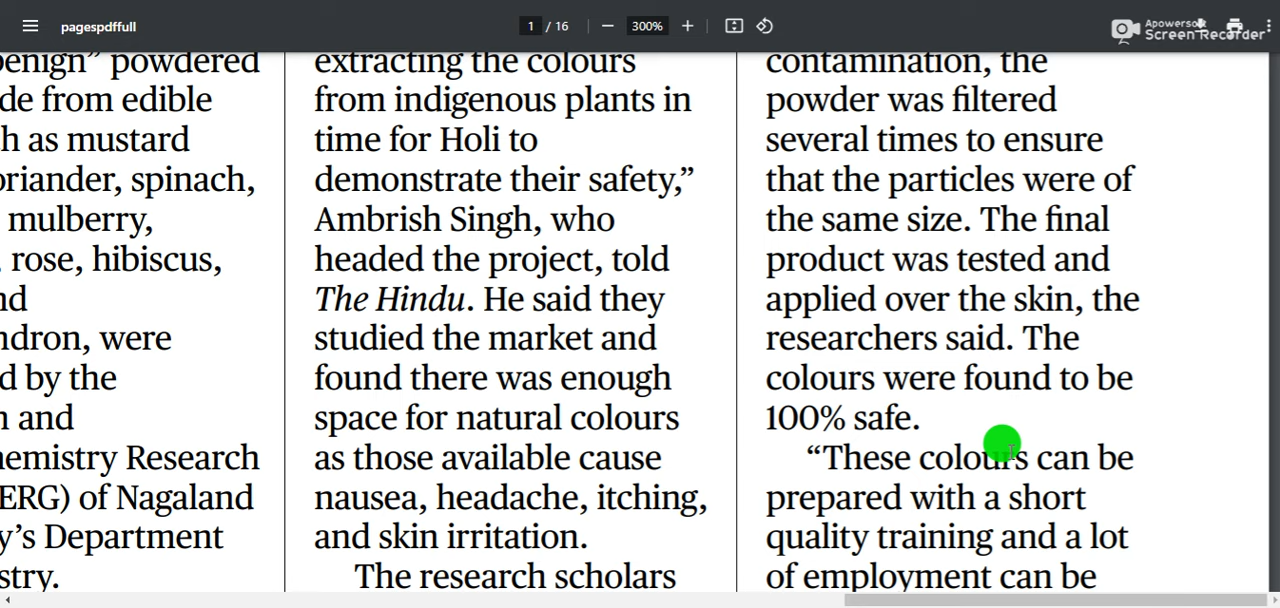 pagespdffull
1 / 16
300%
Apowersoft
Screen Recorder
benign” powdered
de from edible
h as mustard
oriander, spinach,
mulberry,
, rose, hibiscus,
nd
ndron, were
d by the
n and
hemistry Research
ERG) of Nagaland
y’s Department
stry.
extracting the colours
from indigenous plants in
time for Holi to
demonstrate their safety,”
Ambrish Singh, who
headed the project, told
The Hindu. He said they
studied the market and
found there was enough
space for natural colours
as those available cause
nausea, headache, itching,
and skin irritation.
The research scholars
contamination, the
powder was filtered
several times to ensure
that the particles were of
the same size. The final
product was tested and
applied over the skin, the
researchers said. The
colours were found to be
100% safe.
“These colours can be
prepared with a short
quality training and a lot
of employment can be